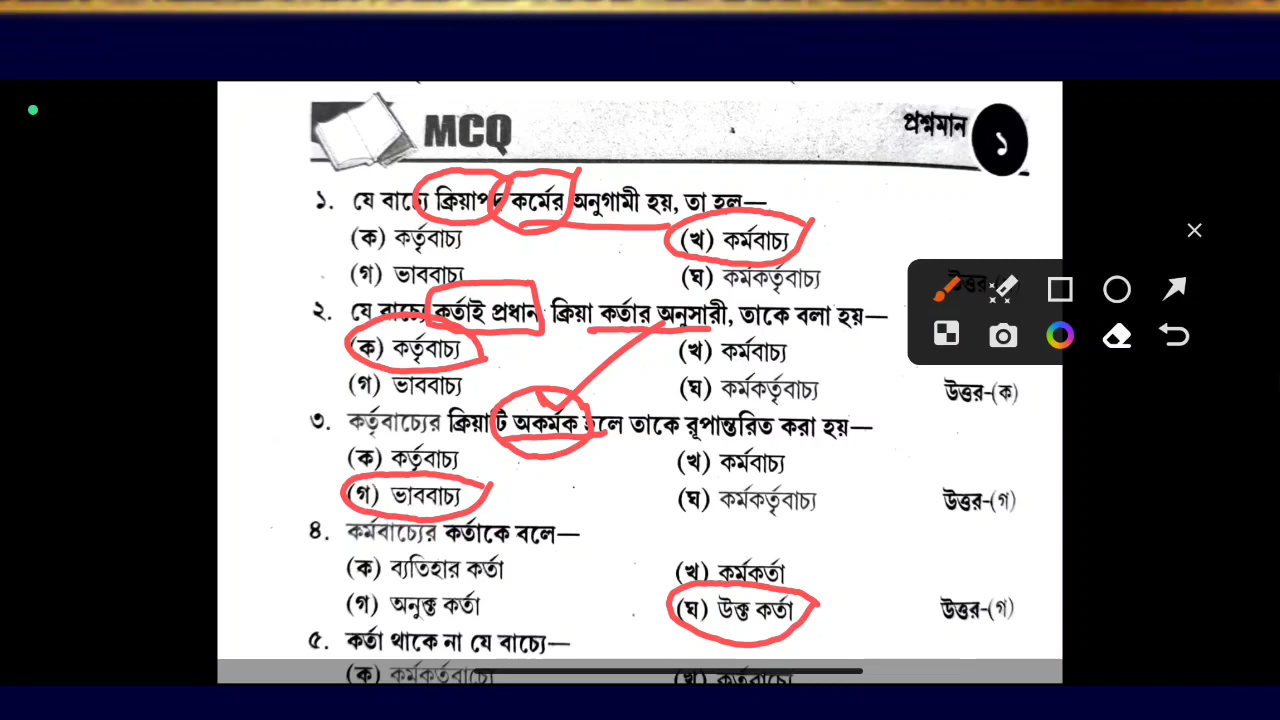 MCQ প্রশ্নমান ১
১. যে বাচ্যে ক্রিয়াপদ কর্মের অনুগামী হয়, তা হল—
(ক) কর্তৃবাচ্য (খ) কর্মবাচ্য
(গ) ভাববাচ্য (ঘ) কর্মকর্তৃবাচ্য
২. যে বাচ্যে কর্তাই প্রধান ক্রিয়া কর্তার অনুসারী, তাকে বলা হয়—
(ক) কর্তৃবাচ্য (খ) কর্মবাচ্য
(গ) ভাববাচ্য (ঘ) কর্মকর্তৃবাচ্য উত্তর-(ক)
৩. কর্তৃবাচ্যের ক্রিয়াটি অকর্মক হলে তাকে রূপান্তরিত করা হয়—
(ক) কর্তৃবাচ্য (খ) কর্মবাচ্য
(গ) ভাববাচ্য (ঘ) কর্মকর্তৃবাচ্য উত্তর-(গ)
৪. কর্মবাচ্যের কর্তাকে বলে—
(ক) ব্যতিহার কর্তা (খ) কর্মকর্তা
(গ) অনুক্ত কর্তা (ঘ) উক্ত কর্তা উত্তর-(গ)
৫. কর্তা থাকে না যে বাচ্যে—
(ক) কর্মকর্তৃবাচ্যে (খ) কর্তৃবাচ্যে